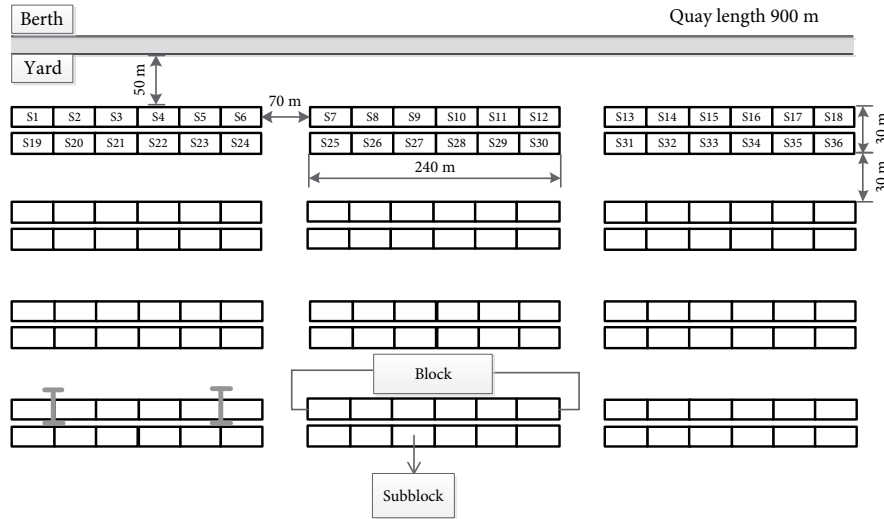 Berth
Quay length 900 m
Yard
50 m
70 m
S1 S2 S3 S4 S5 S6
S7 S8 S9 S10 S11 S12
S13 S14 S15 S16 S17 S18
30 m
S19 S20 S21 S22 S23 S24
S25 S26 S27 S28 S29 S30
S31 S32 S33 S34 S35 S36
240 m
30 m
Block
Subblock